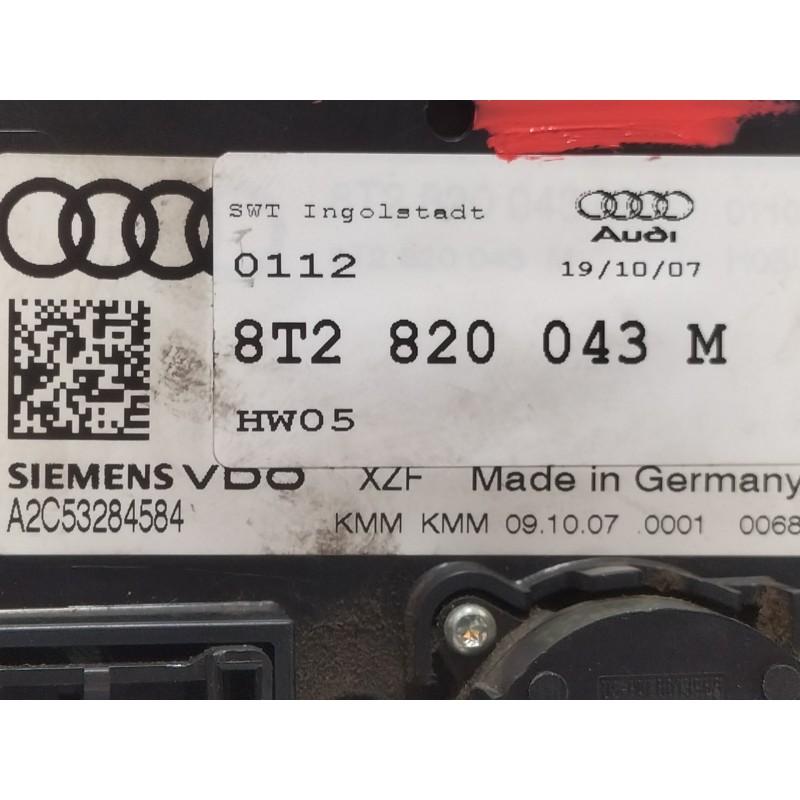 SWT Ingolstadt
Audi
0112
19/10/07
8T2 820 043 M
HW05
SIEMENS VDO XZF Made in Germany
A2C53284584
KMM KMM 09.10.07 .0001 0068